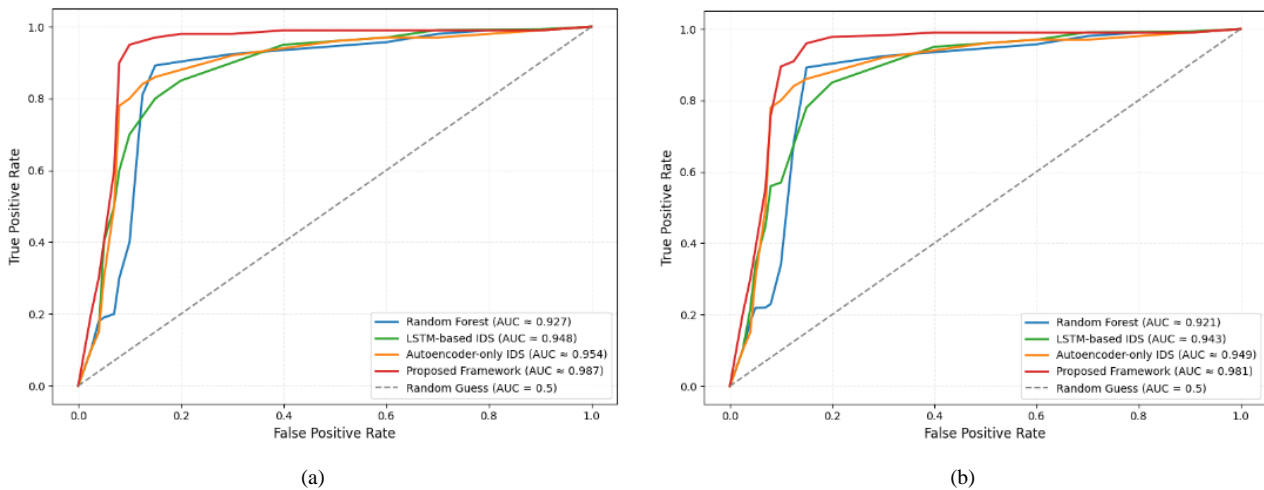 1.0
0.8
0.6
0.4
0.2
0.0
True Positive Rate
0.0 0.2 0.4 0.6 0.8 1.0
False Positive Rate
Random Forest (AUC ≈ 0.927)
LSTM-based IDS (AUC ≈ 0.948)
Autoencoder-only IDS (AUC ≈ 0.954)
Proposed Framework (AUC ≈ 0.987)
Random Guess (AUC = 0.5)
(a)
1.0
0.8
0.6
0.4
0.2
0.0
True Positive Rate
0.0 0.2 0.4 0.6 0.8 1.0
False Positive Rate
Random Forest (AUC ≈ 0.921)
LSTM-based IDS (AUC ≈ 0.943)
Autoencoder-only IDS (AUC ≈ 0.949)
Proposed Framework (AUC ≈ 0.981)
Random Guess (AUC = 0.5)
(b)